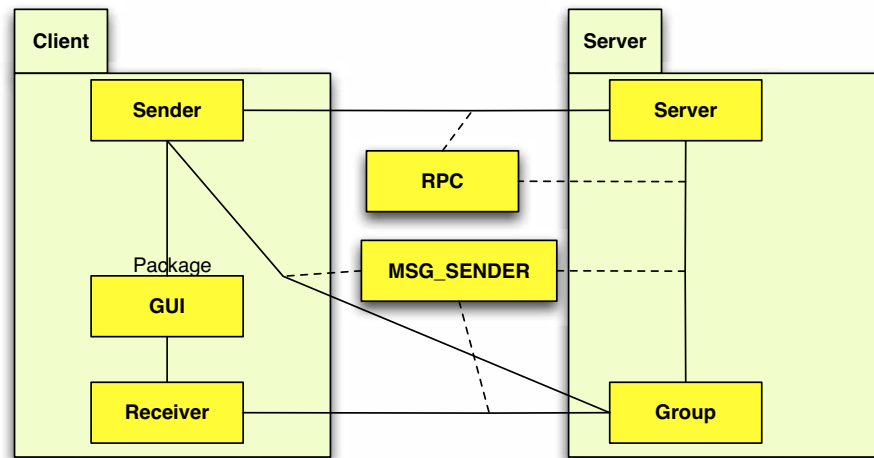 Client
Server
Sender
Server
RPC
Package
MSG_SENDER
GUI
Receiver
Group